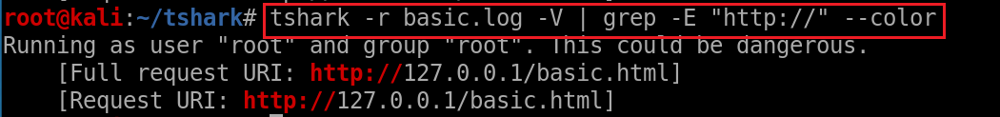 root@kali:~/tshark# tshark -r basic.log -V | grep -E "http://" --color
Running as user "root" and group "root". This could be dangerous.
[Full request URI: http://127.0.0.1/basic.html]
[Request URI: http://127.0.0.1/basic.html]